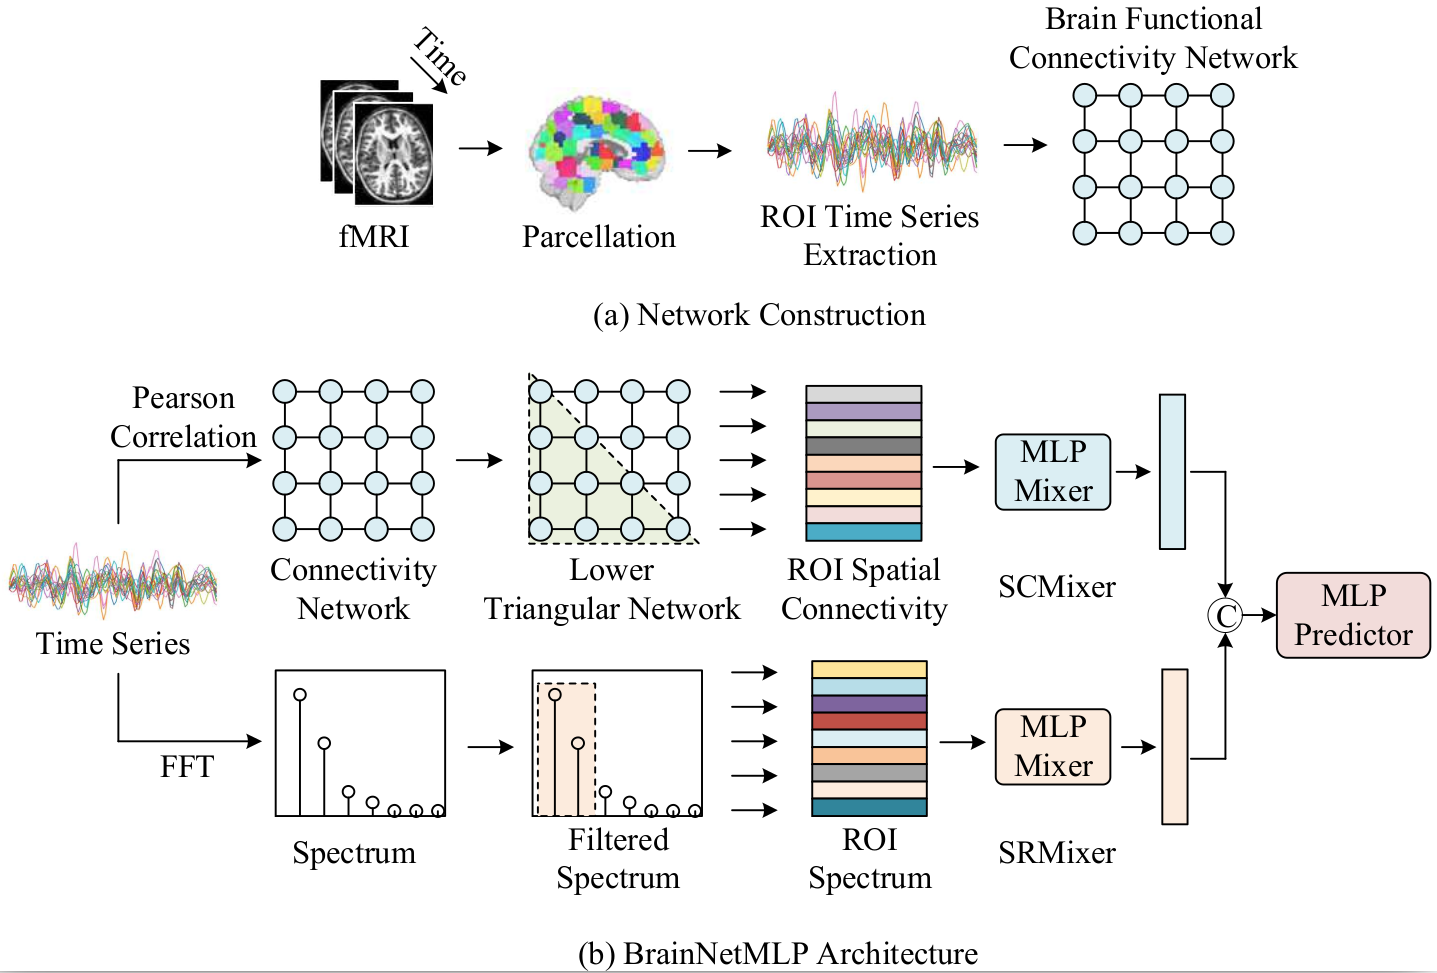 Brain Functional
Connectivity Network
Time
fMRI
Parcellation
ROI Time Series
Extraction
(a) Network Construction
Pearson
Correlation
MLP
Mixer
Connectivity
Network
Lower
Triangular Network
ROI Spatial
Connectivity
SCMixer
Time Series
C
MLP
Predictor
FFT
MLP
Mixer
Spectrum
Filtered
Spectrum
ROI
Spectrum
SRMixer
(b) BrainNetMLP Architecture